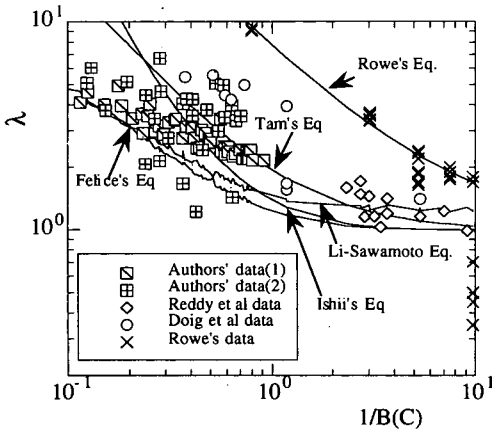 10¹
λ
10⁰
Rowe's Eq.
Tam's Eq
Felice's Eq
Li-Sawamoto Eq.
Ishii's Eq
Authors' data(1)
Authors' data(2)
Reddy et al data
Doig et al data
Rowe's data
10⁻¹
10⁰
10¹
1/B(C)